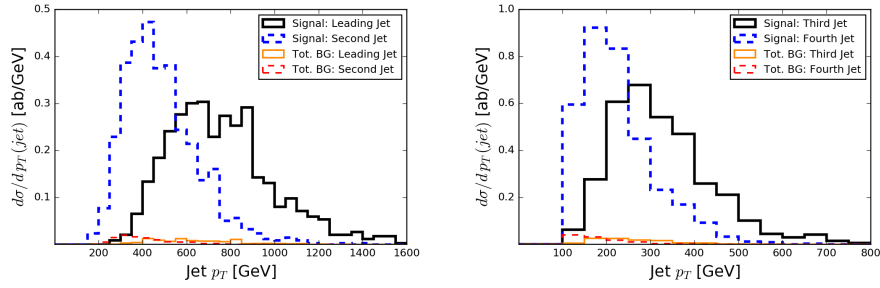 0.5
0.4
0.3
0.2
0.1
dσ/dp_T(jet) [ab/GeV]
Signal: Leading Jet
Signal: Second Jet
Tot. BG: Leading Jet
Tot. BG: Second Jet
200 400 600 800 1000 1200 1400 1600
Jet p_T [GeV]
1.0
0.8
0.6
0.4
0.2
dσ/dp_T(jet) [ab/GeV]
Signal: Third Jet
Signal: Fourth Jet
Tot. BG: Third Jet
Tot. BG: Fourth Jet
100 200 300 400 500 600 700 800
Jet p_T [GeV]